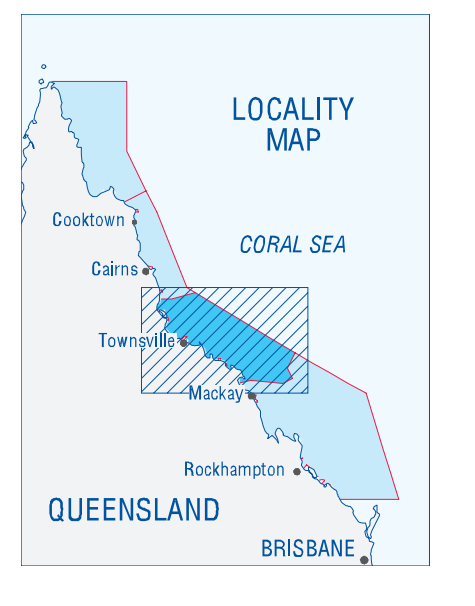 LOCALITY
MAP
Cooktown
CORAL SEA
Cairns
Townsville
Mackay
Rockhampton
QUEENSLAND
BRISBANE